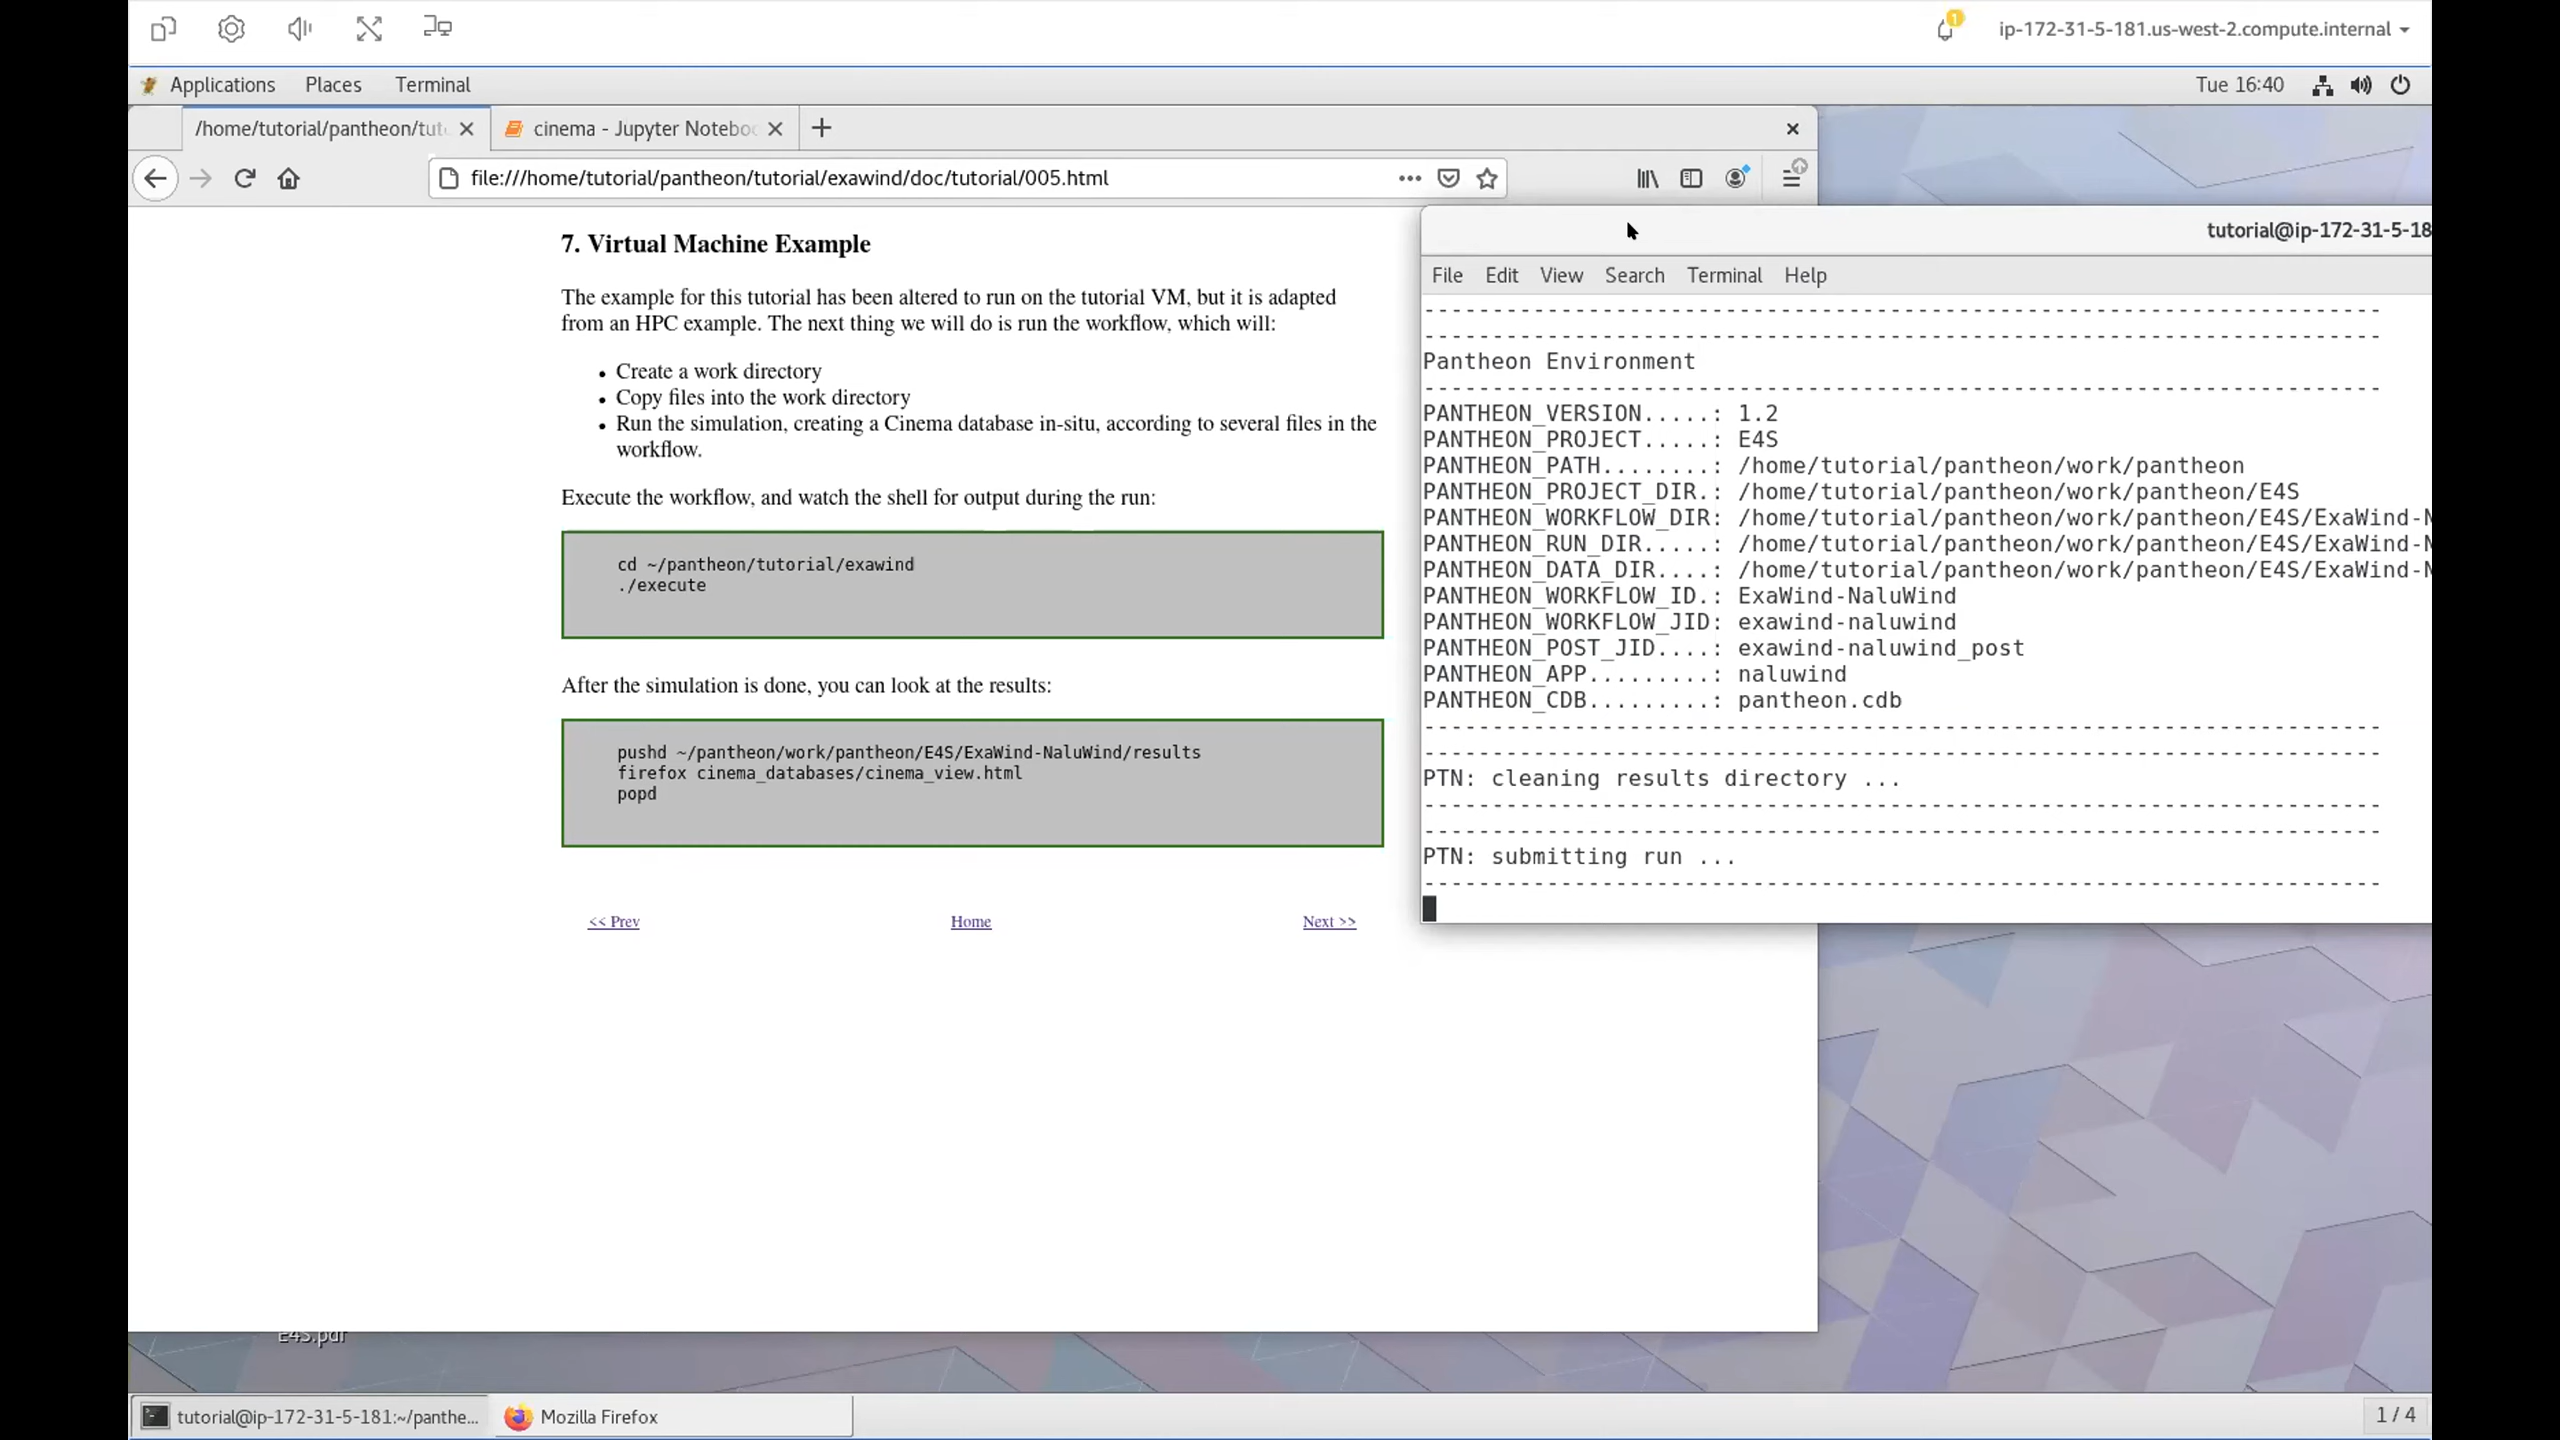 1
ip-172-31-5-181.us-west-2.compute.internal
Applications Places Terminal
Tue 16:40
/home/tutorial/pantheon/tut
cinema - Jupyter Notebo
file:///home/tutorial/pantheon/tutorial/exawind/doc/tutorial/005.html
7. Virtual Machine Example
The example for this tutorial has been altered to run on the tutorial VM, but it is adapted
from an HPC example. The next thing we will do is run the workflow, which will:
• Create a work directory
• Copy files into the work directory
• Run the simulation, creating a Cinema database in-situ, according to several files in the
workflow.
Execute the workflow, and watch the shell for output during the run:
cd ~/pantheon/tutorial/exawind
./execute
After the simulation is done, you can look at the results:
pushd ~/pantheon/work/pantheon/E4S/ExaWind-NaluWind/results
firefox cinema_databases/cinema_view.html
popd
<< Prev Home Next >>
tutorial@ip-172-31-5-18
File Edit View Search Terminal Help
----------------------------------------------------------------------
----------------------------------------------------------------------
Pantheon Environment
----------------------------------------------------------------------
PANTHEON_VERSION.....: 1.2
PANTHEON_PROJECT.....: E4S
PANTHEON_PATH........: /home/tutorial/pantheon/work/pantheon
PANTHEON_PROJECT_DIR.: /home/tutorial/pantheon/work/pantheon/E4S
PANTHEON_WORKFLOW_DIR: /home/tutorial/pantheon/work/pantheon/E4S/ExaWind-N
PANTHEON_RUN_DIR.....: /home/tutorial/pantheon/work/pantheon/E4S/ExaWind-N
PANTHEON_DATA_DIR....: /home/tutorial/pantheon/work/pantheon/E4S/ExaWind-N
PANTHEON_WORKFLOW_ID.: ExaWind-NaluWind
PANTHEON_WORKFLOW_JID: exawind-naluwind
PANTHEON_POST_JID....: exawind-naluwind_post
PANTHEON_APP.........: naluwind
PANTHEON_CDB.........: pantheon.cdb
----------------------------------------------------------------------
----------------------------------------------------------------------
PTN: cleaning results directory ...
----------------------------------------------------------------------
----------------------------------------------------------------------
PTN: submitting run ...
----------------------------------------------------------------------
E4S.pdf
tutorial@ip-172-31-5-181:~/panthe...
Mozilla Firefox
1 / 4